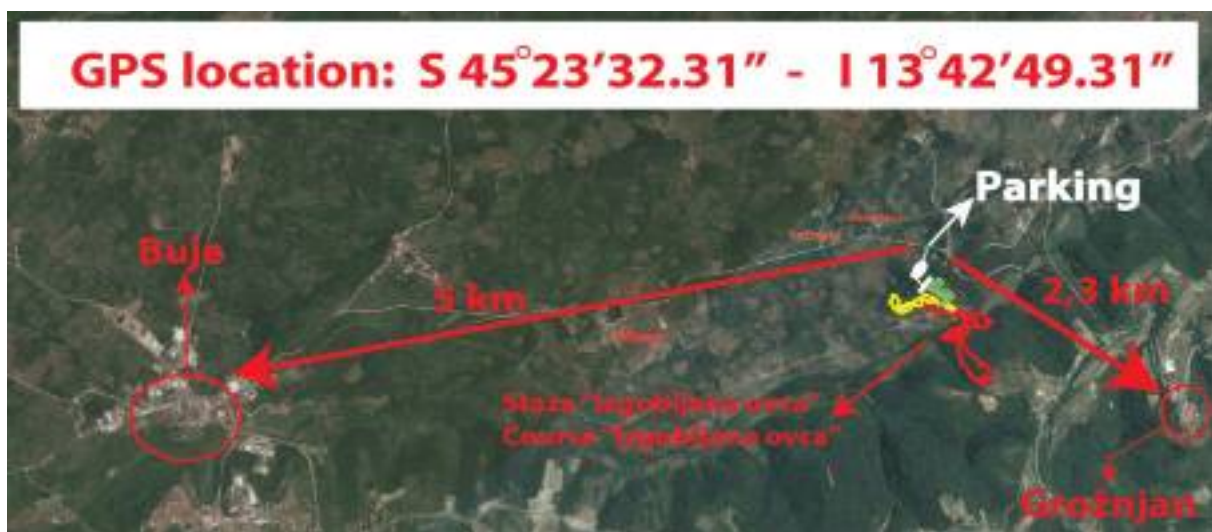 GPS location: S 45°23'32.31" - I 13°42'49.31"
Parking
Buje
5 km
2,3 km
Staza "Izgubljena ovca"
Course "Izgubljena ovca"
Grožnjan